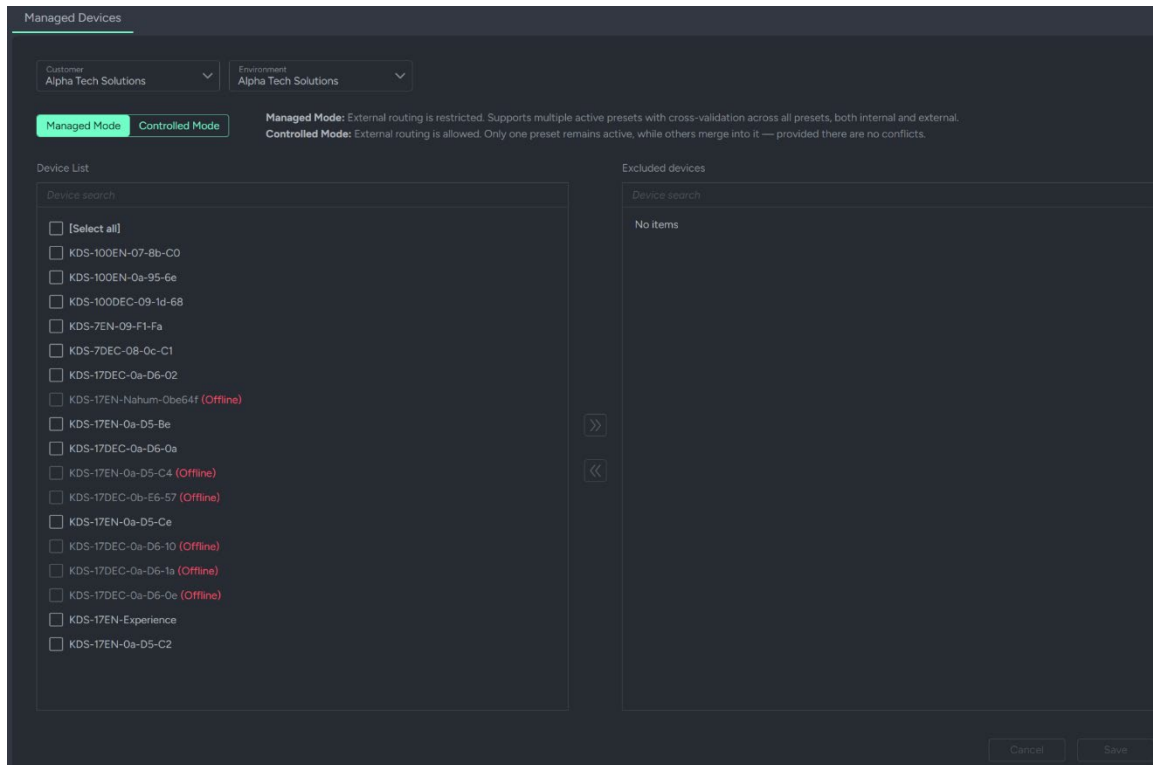 Managed Devices
Customer
Alpha Tech Solutions
Environment
Alpha Tech Solutions
Managed Mode
Controlled Mode
Managed Mode: External routing is restricted. Supports multiple active presets with cross-validation across all presets, both internal and external.
Controlled Mode: External routing is allowed. Only one preset remains active, while others merge into it — provided there are no conflicts.
Device List
Device search
[Select all]
KDS-100EN-07-8b-C0
KDS-100EN-0a-95-6e
KDS-100DEC-09-1d-68
KDS-7EN-09-F1-Fa
KDS-7DEC-08-0c-C1
KDS-17DEC-0a-D6-02
KDS-17EN-Nahum-0be64f (Offline)
KDS-17EN-0a-D5-Be
KDS-17DEC-0a-D6-0a
KDS-17EN-0a-D5-C4 (Offline)
KDS-17DEC-0b-E6-57 (Offline)
KDS-17EN-0a-D5-Ce
KDS-17DEC-0a-D6-10 (Offline)
KDS-17DEC-0a-D6-1a (Offline)
KDS-17DEC-0a-D6-0e (Offline)
KDS-17EN-Experience
KDS-17EN-0a-D5-C2
Excluded devices
Device search
No items
Cancel
Save